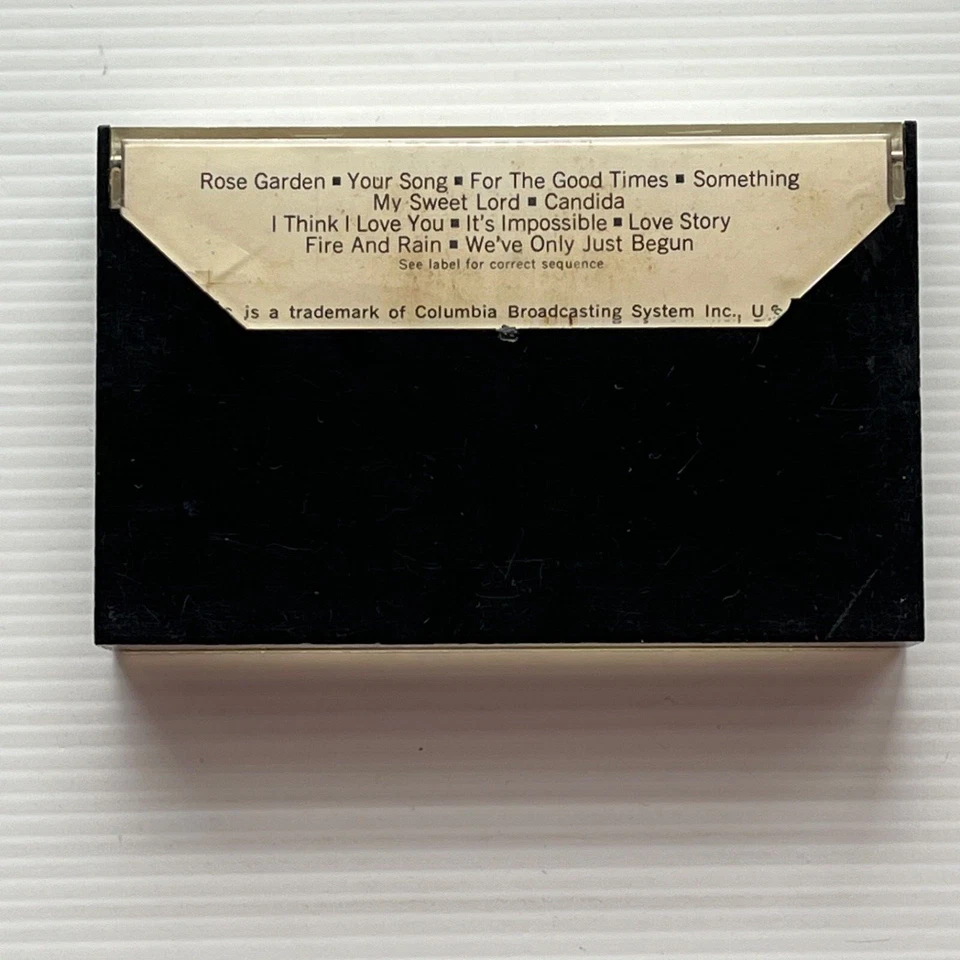 Rose Garden ▪ Your Song ▪ For The Good Times ▪ Something
My Sweet Lord ▪ Candida
I Think I Love You ▪ It's Impossible ▪ Love Story
Fire And Rain ▪ We've Only Just Begun
See label for correct sequence
is a trademark of Columbia Broadcasting System Inc., U